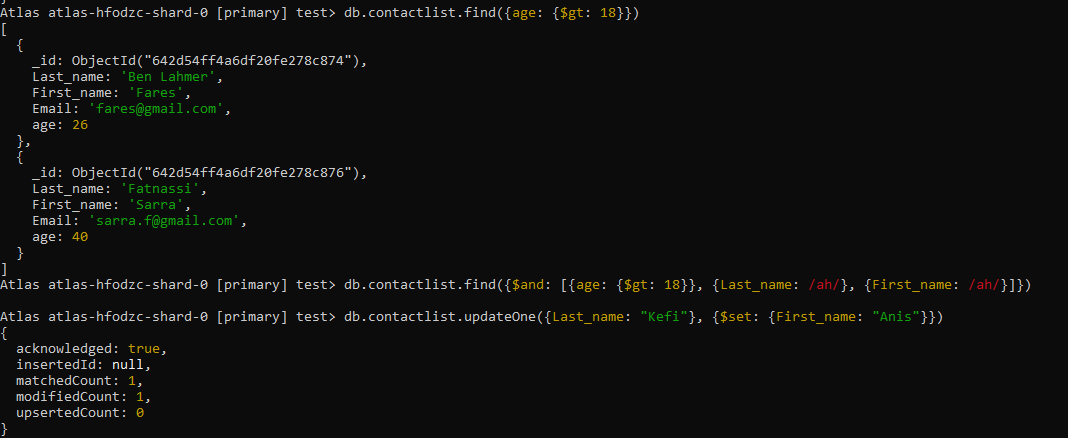 Atlas atlas-hfodzc-shard-0 [primary] test> db.contactlist.find({age: {$gt: 18}})
[
  {
    _id: ObjectId("642d54ff4a6df20fe278c874"),
    Last_name: 'Ben Lahmer',
    First_name: 'Fares',
    Email: 'fares@gmail.com',
    age: 26
  },
  {
    _id: ObjectId("642d54ff4a6df20fe278c876"),
    Last_name: 'Fatnassi',
    First_name: 'Sarra',
    Email: 'sarra.f@gmail.com',
    age: 40
  }
]
Atlas atlas-hfodzc-shard-0 [primary] test> db.contactlist.find({$and: [{age: {$gt: 18}}, {Last_name: /ah/}, {First_name: /ah/}]})
Atlas atlas-hfodzc-shard-0 [primary] test> db.contactlist.updateOne({Last_name: "Kefi"}, {$set: {First_name: "Anis"}})
{
  acknowledged: true,
  insertedId: null,
  matchedCount: 1,
  modifiedCount: 1,
  upsertedCount: 0
}